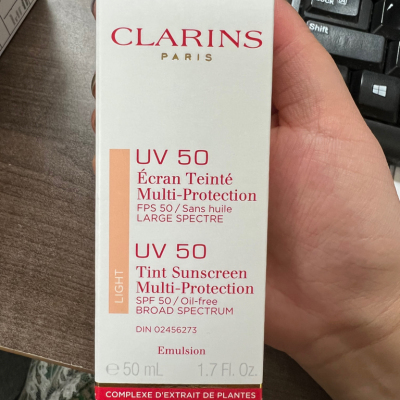 CLARINS
PARIS
UV 50
Écran Teinté
Multi-Protection
FPS 50/Sans huile
LARGE SPECTRE
LIGHT
UV 50
Tint Sunscreen
Multi-Protection
SPF 50/Oil-free
BROAD SPECTRUM
DIN 02456273
Emulsion
℮ 50 mL 1.7 Fl. Oz.
COMPLEXE D'EXTRAIT DE PLANTES
Shift